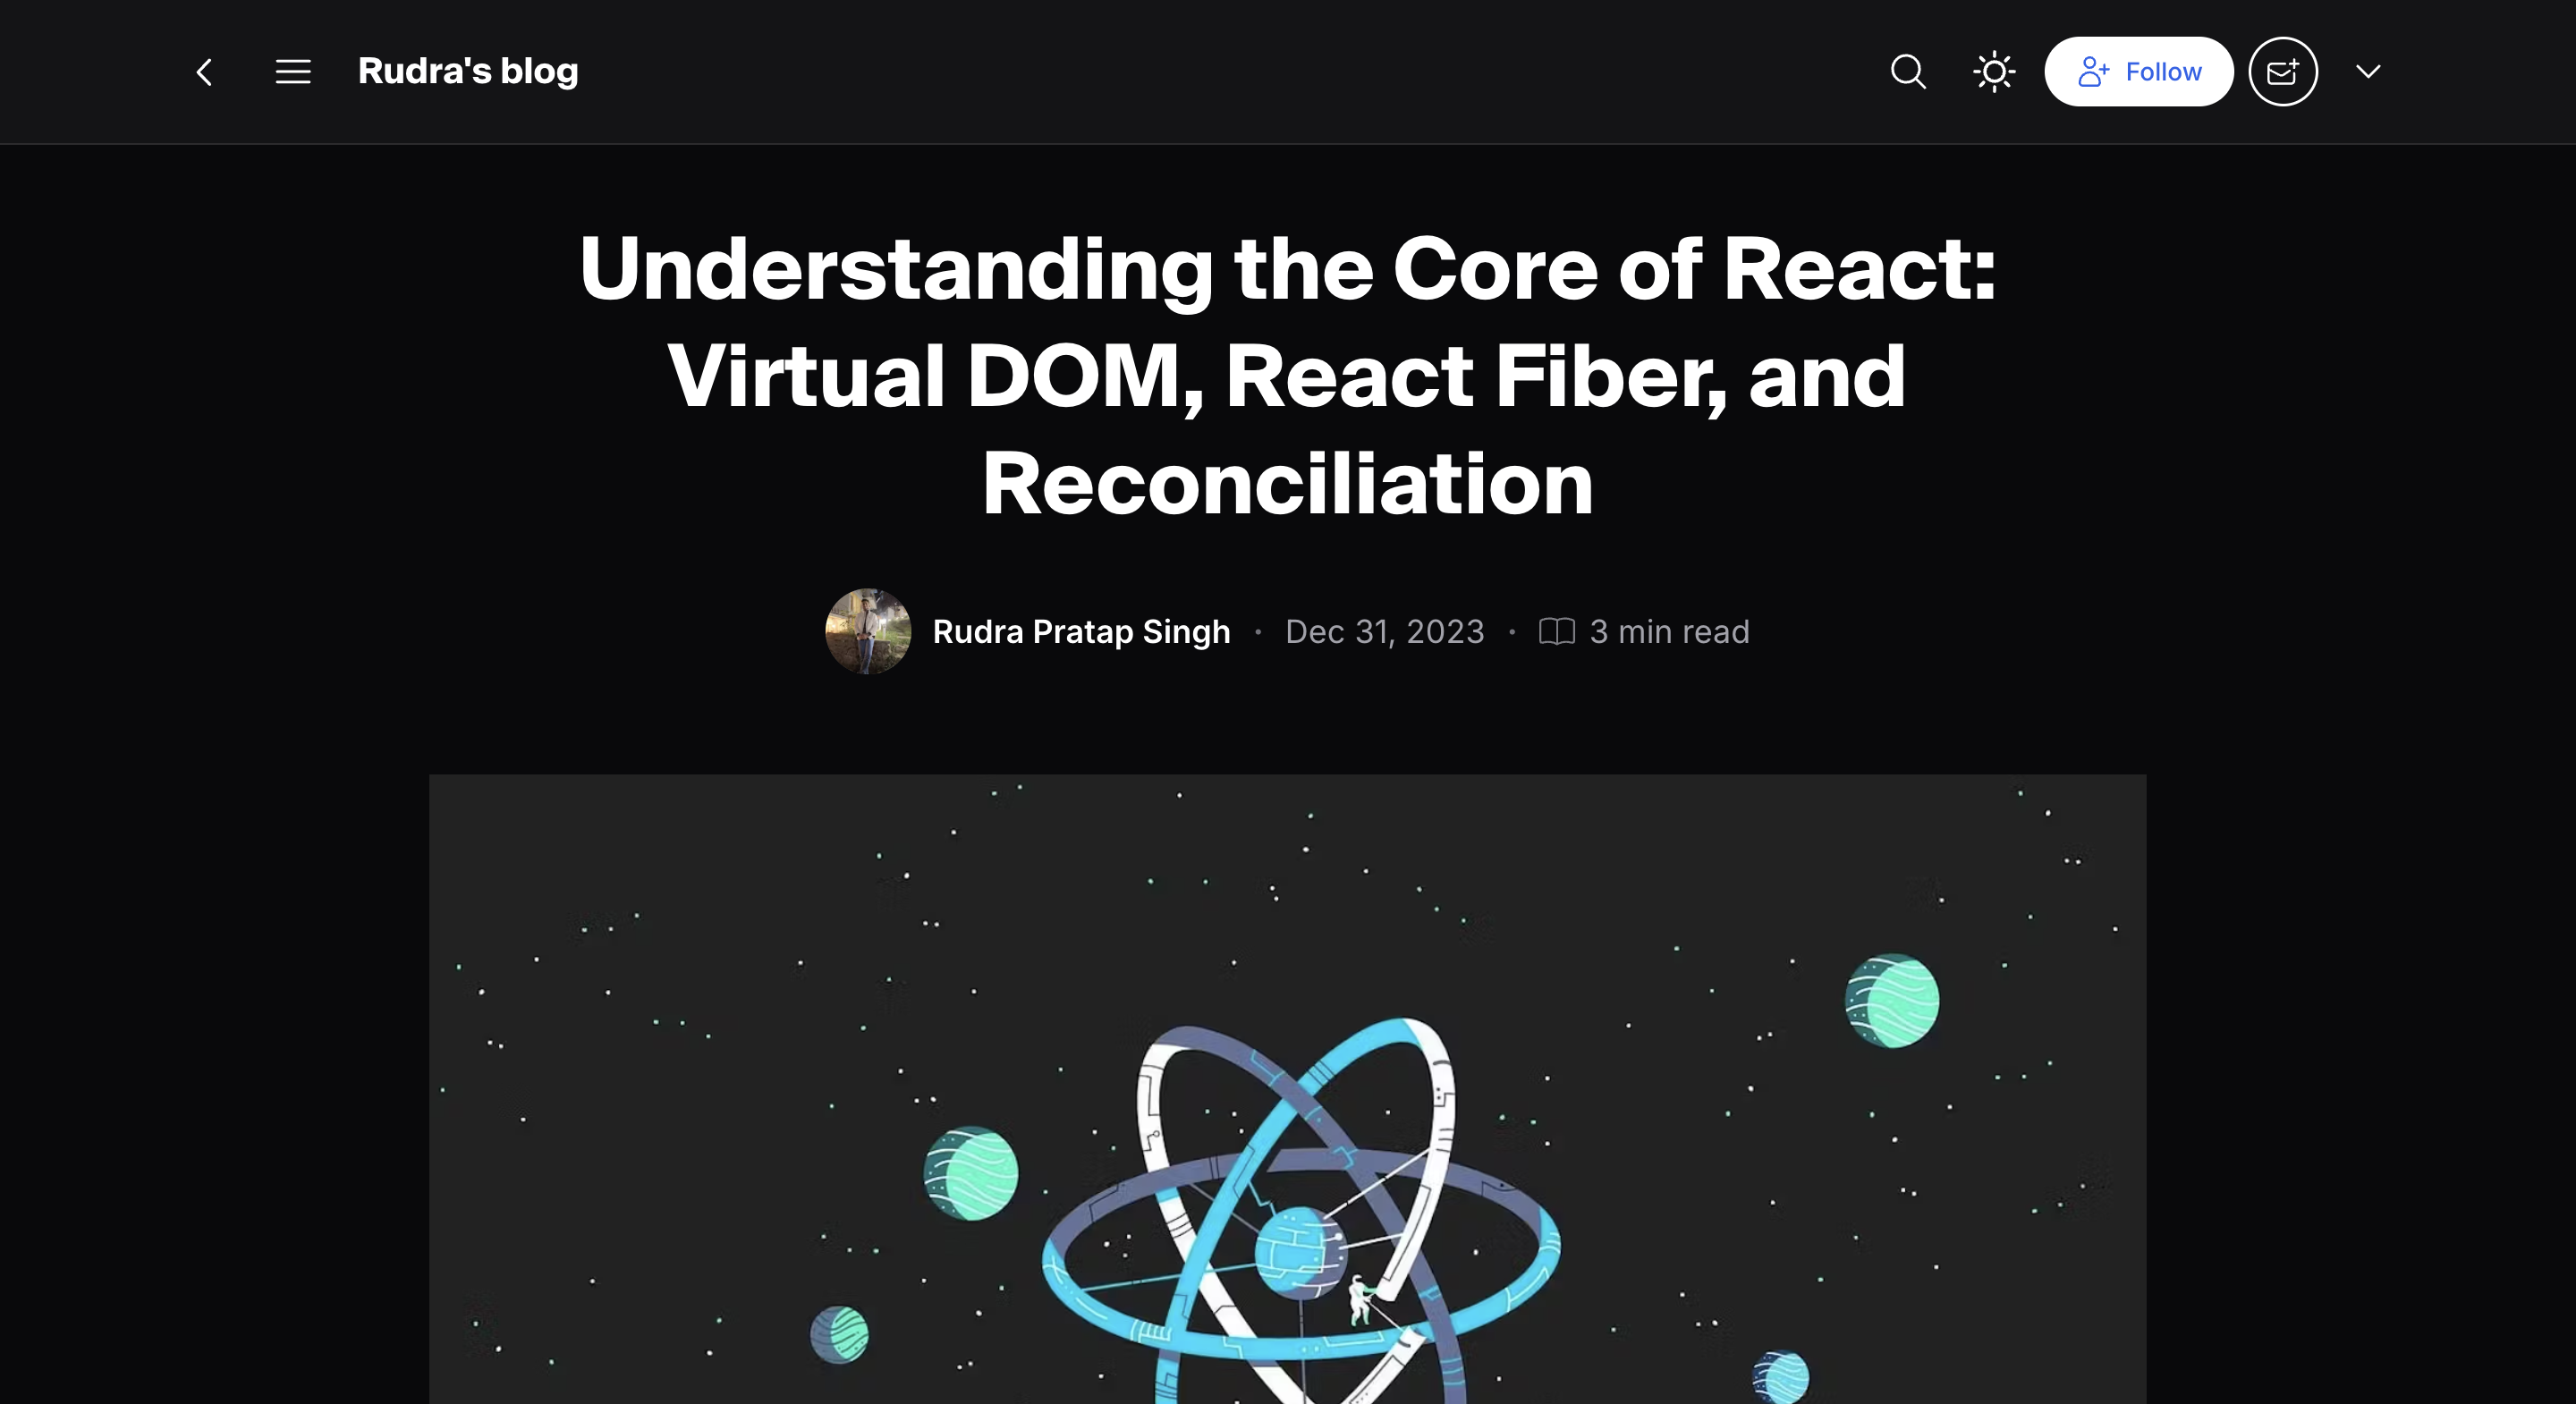 Rudra's blog
Follow
Understanding the Core of React:
Virtual DOM, React Fiber, and
Reconciliation
Rudra Pratap Singh · Dec 31, 2023 · 3 min read